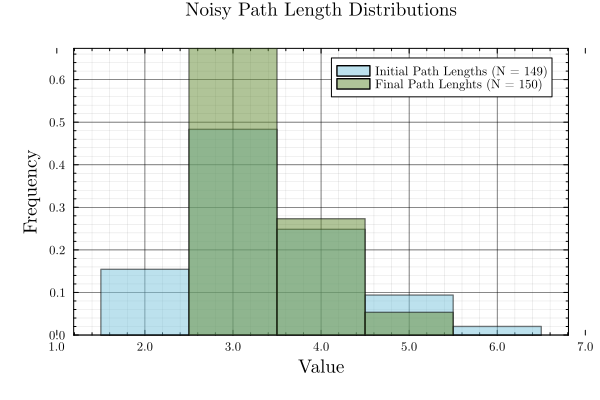 Noisy Path Length Distributions
Initial Path Lengths (N = 149)
Final Path Lenghts (N = 150)
0.6
0.5
0.4
0.3
0.2
0.1
0.0
Frequency
1.0 2.0 3.0 4.0 5.0 6.0 7.0
Value